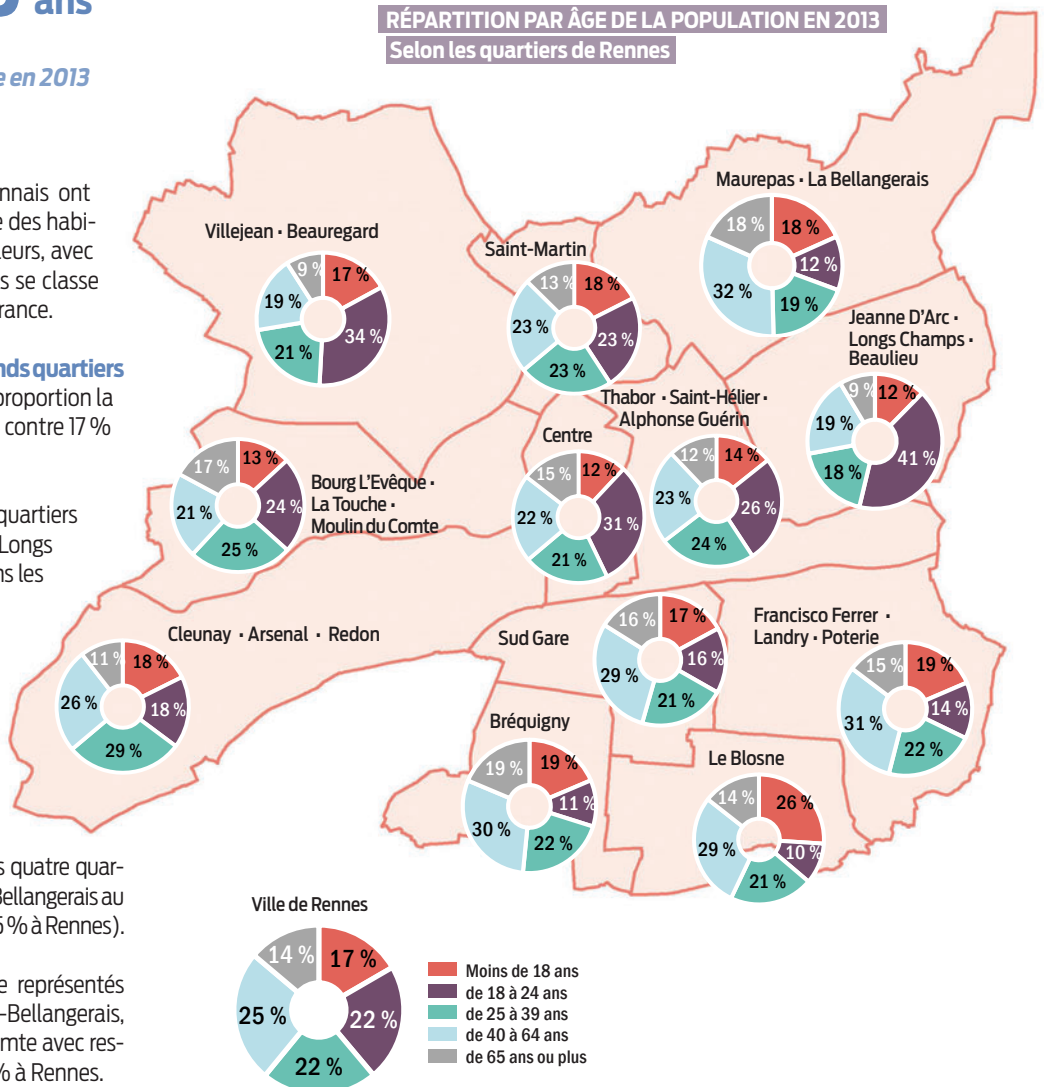 ans
e en 2013
nnais ont
e des habi-
leurs, avec
s se classe
rance.
nds quartiers
proportion la
contre 17 %
quartiers
Longs
ns les
s quatre quar-
Bellangerais au
5 % à Rennes).
e représentés
-Bellangerais,
mte avec res-
% à Rennes.
RÉPARTITION PAR ÂGE DE LA POPULATION EN 2013
Selon les quartiers de Rennes
Maurepas · La Bellangerais
18 %
18 %
12 %
19 %
32 %
Villejean · Beauregard
9 %
17 %
34 %
21 %
19 %
Saint-Martin
13 %
18 %
23 %
23 %
23 %
Jeanne D'Arc ·
Longs Champs ·
Beaulieu
9 %
12 %
41 %
18 %
19 %
Thabor · Saint-Hélier ·
Alphonse Guérin
12 %
14 %
26 %
24 %
23 %
Centre
15 %
12 %
31 %
21 %
22 %
Bourg L'Evêque ·
La Touche ·
Moulin du Comte
17 %
13 %
24 %
25 %
21 %
Cleunay · Arsenal · Redon
11 %
18 %
18 %
29 %
26 %
Sud Gare
16 %
17 %
16 %
21 %
29 %
Francisco Ferrer ·
Landry · Poterie
15 %
19 %
14 %
22 %
31 %
Bréquigny
19 %
19 %
11 %
22 %
30 %
Le Blosne
14 %
26 %
10 %
21 %
29 %
Ville de Rennes
14 %
17 %
22 %
22 %
25 %
Moins de 18 ans
de 18 à 24 ans
de 25 à 39 ans
de 40 à 64 ans
de 65 ans ou plus